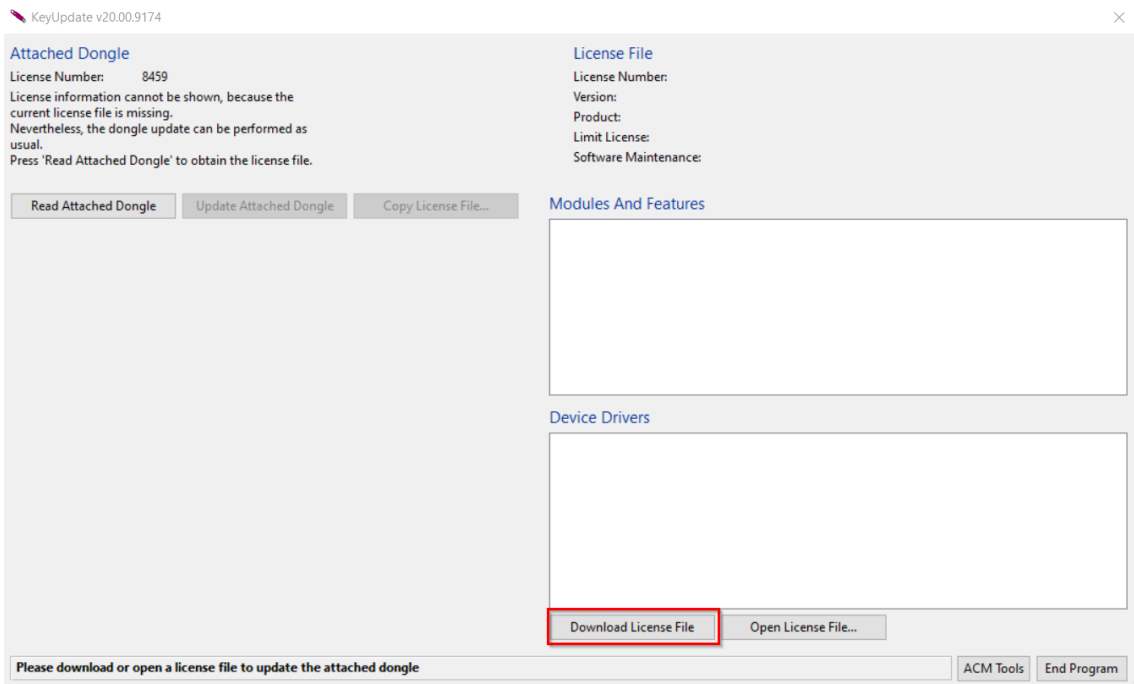 KeyUpdate v20.00.9174
Attached Dongle
License Number: 8459
License information cannot be shown, because the
current license file is missing.
Nevertheless, the dongle update can be performed as
usual.
Press 'Read Attached Dongle' to obtain the license file.
Read Attached Dongle
Update Attached Dongle
Copy License File...
License File
License Number:
Version:
Product:
Limit License:
Software Maintenance:
Modules And Features
Device Drivers
Download License File
Open License File...
Please download or open a license file to update the attached dongle
ACM Tools
End Program